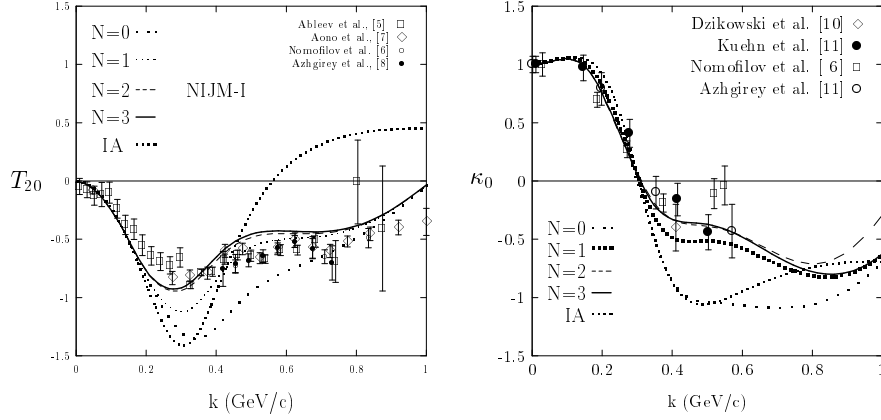 0.5
0
-0.5
-1
-1.5
T20
N=0
N=1
N=2
N=3
IA
NIJM-I
Ableev et al., [5]
Aono et al., [7]
Nomofilov et al. [6]
Azhgirey et al., [8]
0 0.2 0.4 0.6 0.8 1
k (GeV/c)
1.5
1
0.5
0
-0.5
-1
-1.5
κ0
Dzikowski et al. [10]
Kuehn et al. [11]
Nomofilov et al. [ 6]
Azhgirey et al. [11]
N=0
N=1
N=2
N=3
IA
0 0.2 0.4 0.6 0.8 1
k (GeV/c)